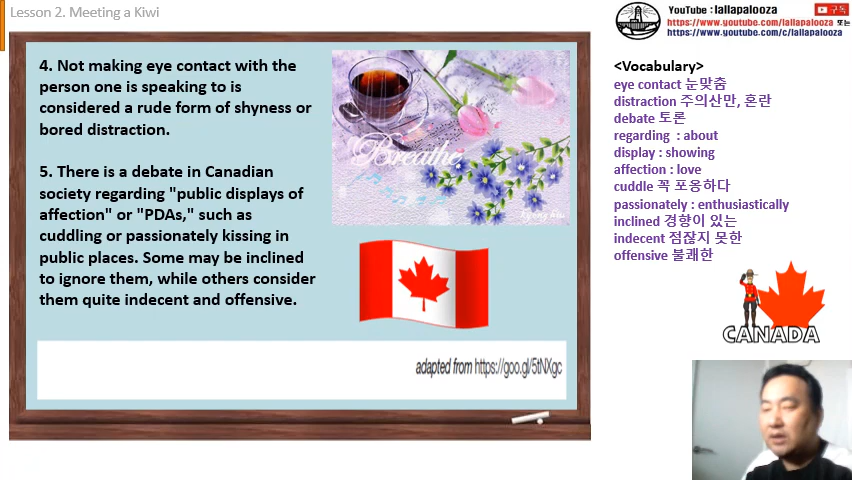 Lesson 2. Meeting a Kiwi
YouTube : lallapalooza
구독
https://www.youtube.com/lallapalooza 또는
https://www.youtube.com/c/lallapalooza
4. Not making eye contact with the
person one is speaking to is
considered a rude form of shyness or
bored distraction.
5. There is a debate in Canadian
society regarding "public displays of
affection" or "PDAs," such as
cuddling or passionately kissing in
public places. Some may be inclined
to ignore them, while others consider
them quite indecent and offensive.
Breathe
adapted from https://goo.gl/5tNXgc
<Vocabulary>
eye contact 눈맞춤
distraction 주의산만, 혼란
debate 토론
regarding : about
display : showing
affection : love
cuddle 꼭 포옹하다
passionately : enthusiastically
inclined 경향이 있는
indecent 점잖지 못한
offensive 불쾌한
CANADA